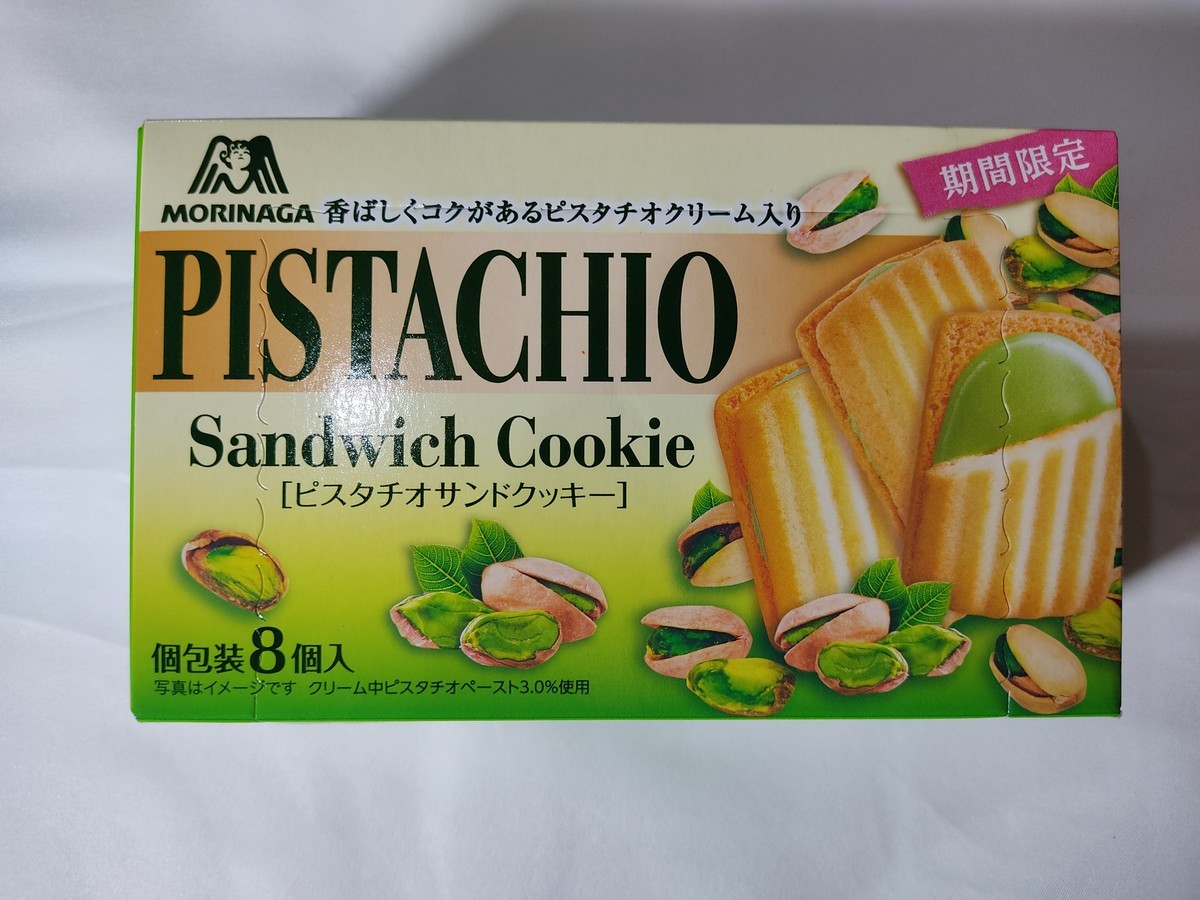 期間限定
MORINAGA
香ばしくコクがあるピスタチオクリーム入り
PISTACHIO
Sandwich Cookie
[ピスタチオサンドクッキー]
個包装8個入
写真はイメージです クリーム中ピスタチオペースト3.0%使用